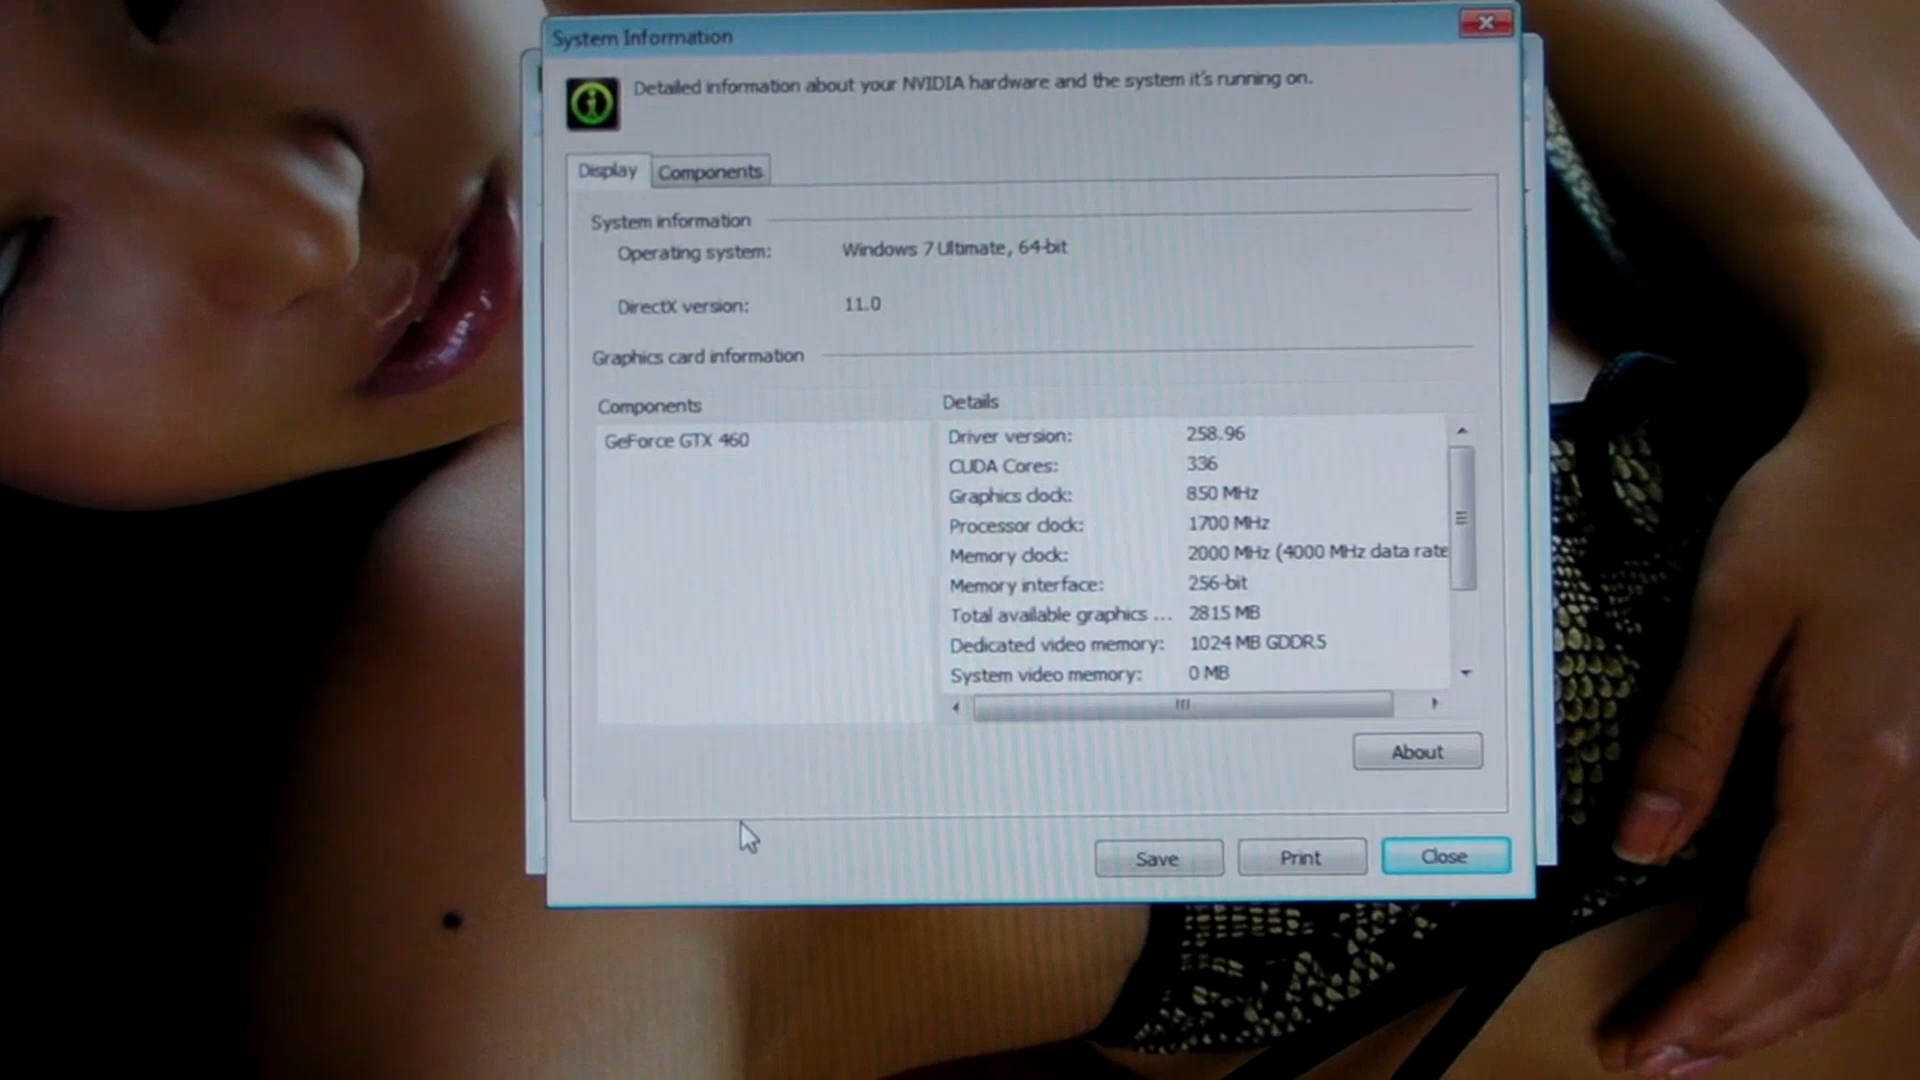 System Information
Detailed information about your NVIDIA hardware and the system it's running on.
Display Components
System information
Operating system: Windows 7 Ultimate, 64-bit
DirectX version: 11.0
Graphics card information
Components Details
GeForce GTX 460
Driver version: 258.96
CUDA Cores: 336
Graphics clock: 850 MHz
Processor clock: 1700 MHz
Memory clock: 2000 MHz (4000 MHz data rate
Memory interface: 256-bit
Total available graphics ... 2815 MB
Dedicated video memory: 1024 MB GDDR5
System video memory: 0 MB
About
Save Print Close